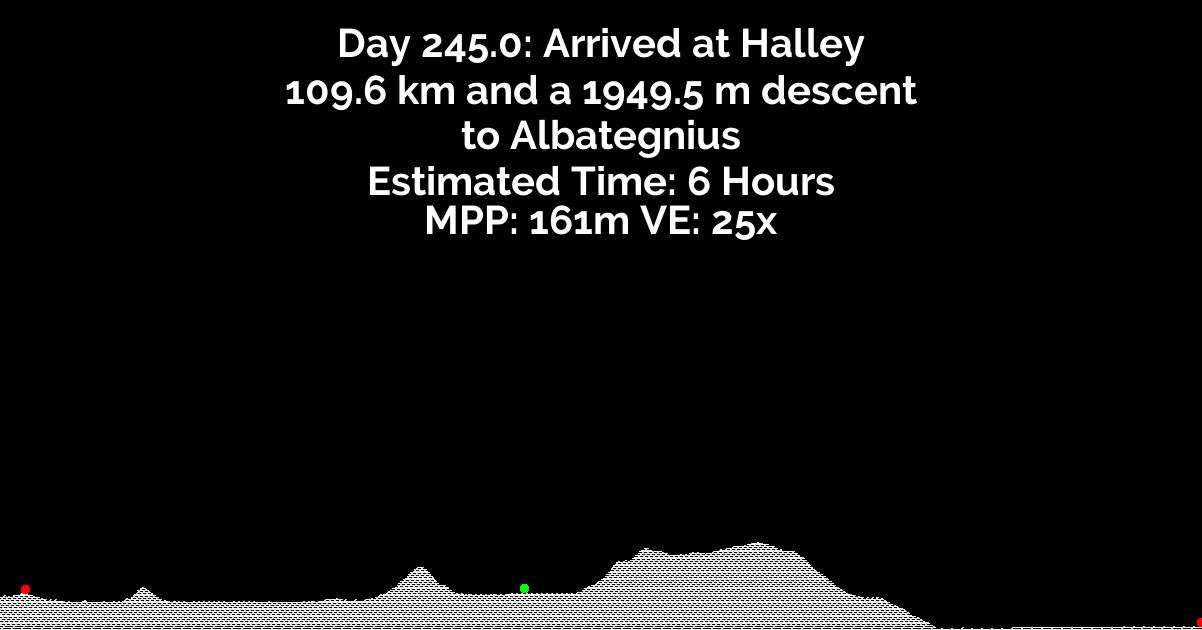 Day 245.0: Arrived at Halley
109.6 km and a 1949.5 m descent
to Albategnius
Estimated Time: 6 Hours
MPP: 161m VE: 25x